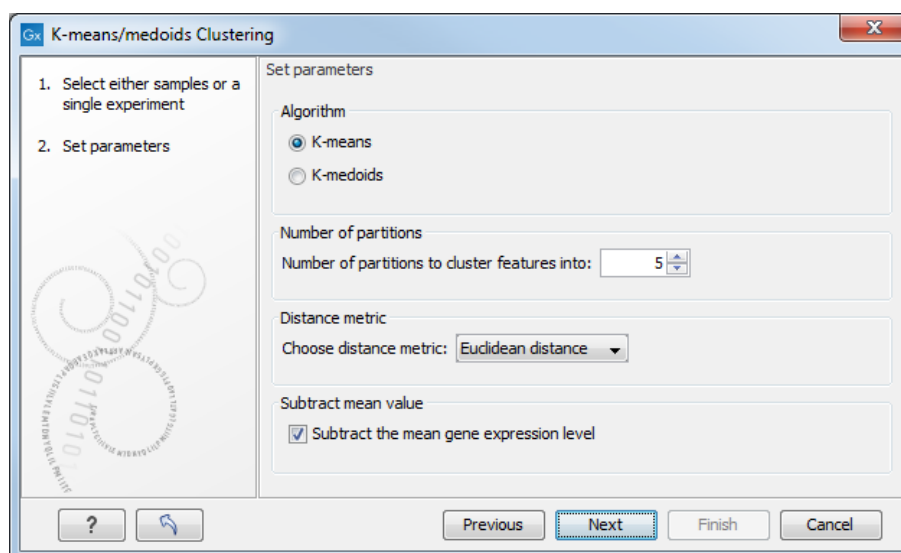 Gx K-means/medoids Clustering
X
1. Select either samples or a
single experiment
2. Set parameters
Set parameters
Algorithm
K-means
K-medoids
Number of partitions
Number of partitions to cluster features into: 5
Distance metric
Choose distance metric: Euclidean distance
Subtract mean value
Subtract the mean gene expression level
? Previous Next Finish Cancel